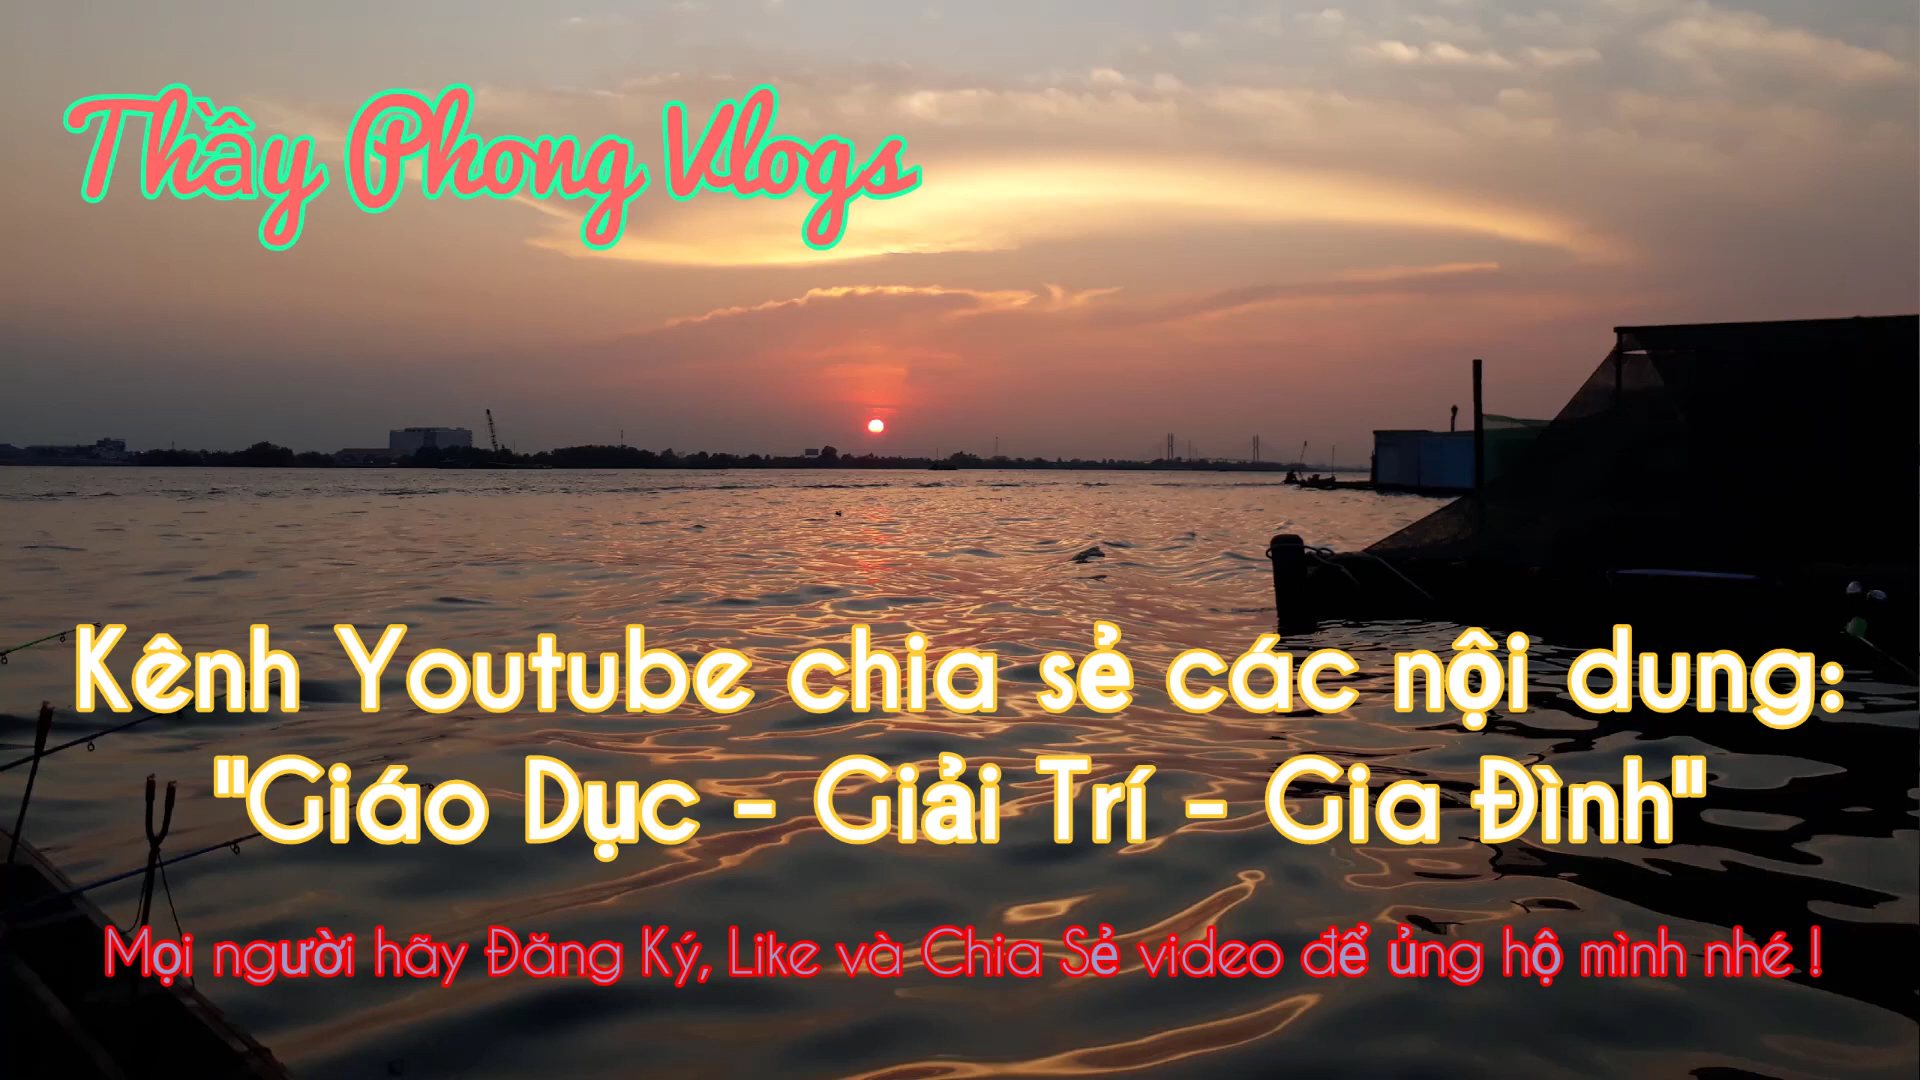 Thầy Phong Vlogs
Kênh Youtube chia sẻ các nội dung:
"Giáo Dục - Giải Trí - Gia Đình"
Mọi người hãy Đăng Ký, Like và Chia Sẻ video để ủng hộ mình nhé !